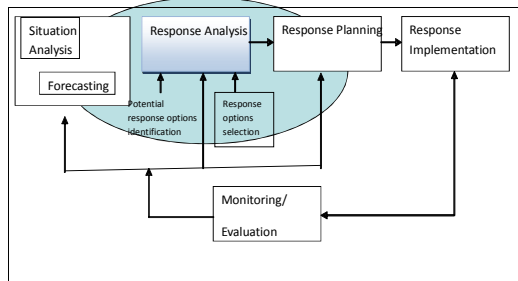 Situation
Analysis
Forecasting
Response Analysis
Response Planning
Response
Implementation
Potential
response options
identification
Response
options
selection
Monitoring/
Evaluation